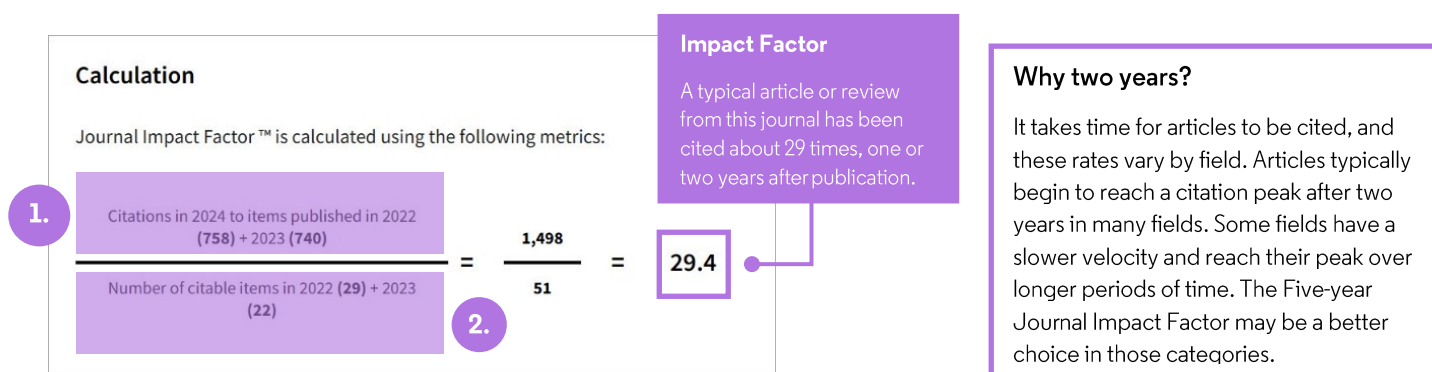 Calculation
Journal Impact Factor ™ is calculated using the following metrics:
1.
Citations in 2024 to items published in 2022
(758) + 2023 (740)
Number of citable items in 2022 (29) + 2023
(22)
2.
=
1,498
51
=
29.4
Impact Factor
A typical article or review
from this journal has been
cited about 29 times, one or
two years after publication.
Why two years?
It takes time for articles to be cited, and
these rates vary by field. Articles typically
begin to reach a citation peak after two
years in many fields. Some fields have a
slower velocity and reach their peak over
longer periods of time. The Five-year
Journal Impact Factor may be a better
choice in those categories.